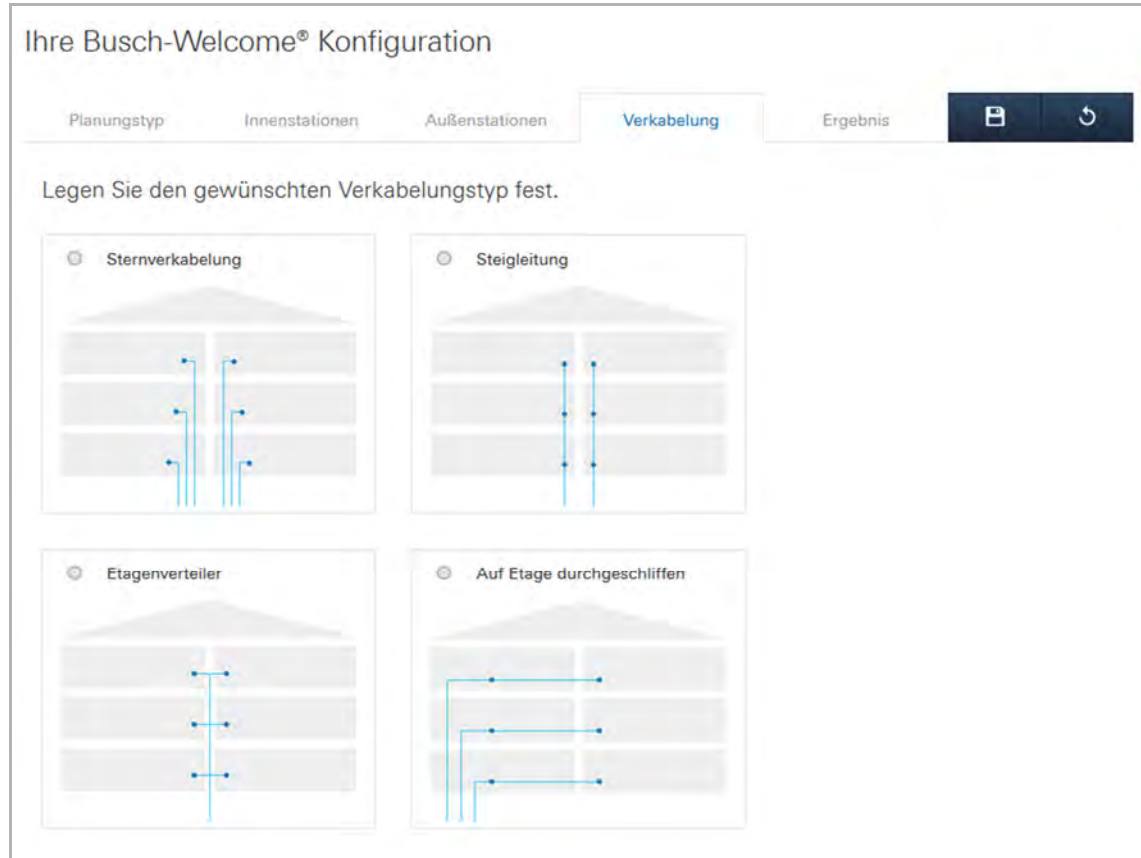 Ihre Busch-Welcome® Konfiguration
Planungstyp Innenstationen Außenstationen Verkabelung Ergebnis
Legen Sie den gewünschten Verkabelungstyp fest.
Sternverkabelung Steigleitung
Etagenverteiler Auf Etage durchgeschliffen